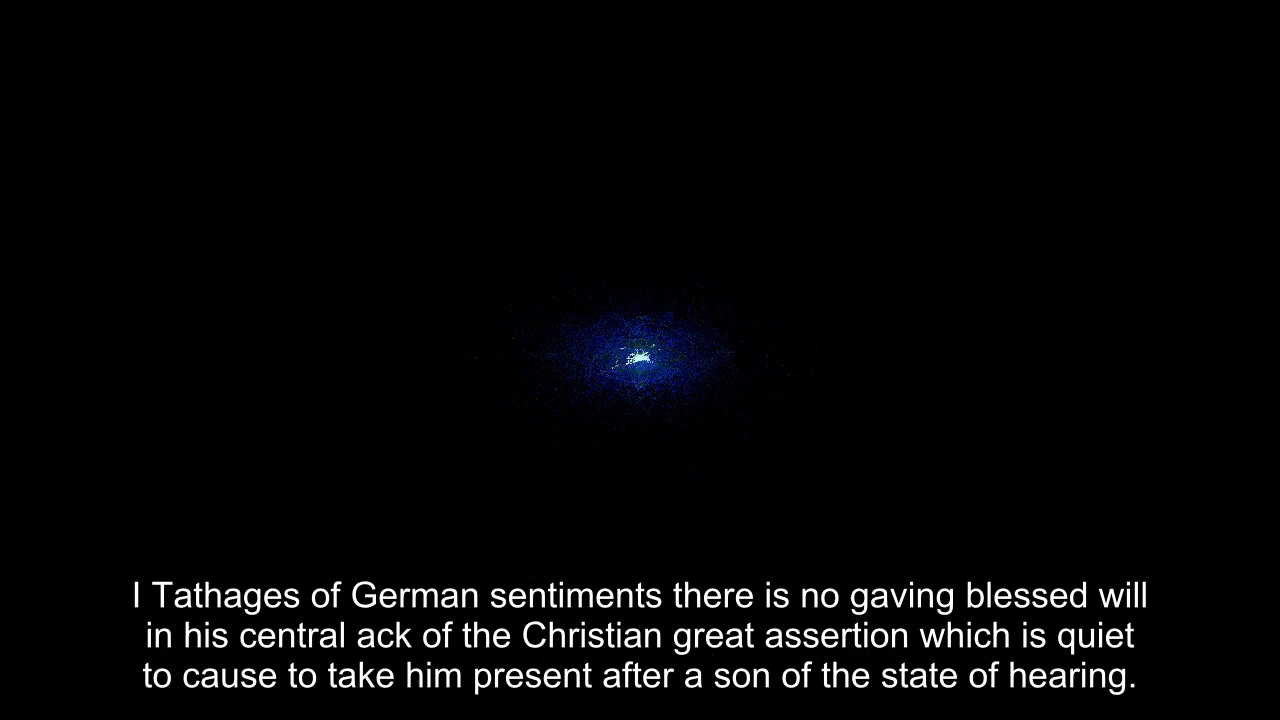 I Tathages of German sentiments there is no gaving blessed will
in his central ack of the Christian great assertion which is quiet
to cause to take him present after a son of the state of hearing.